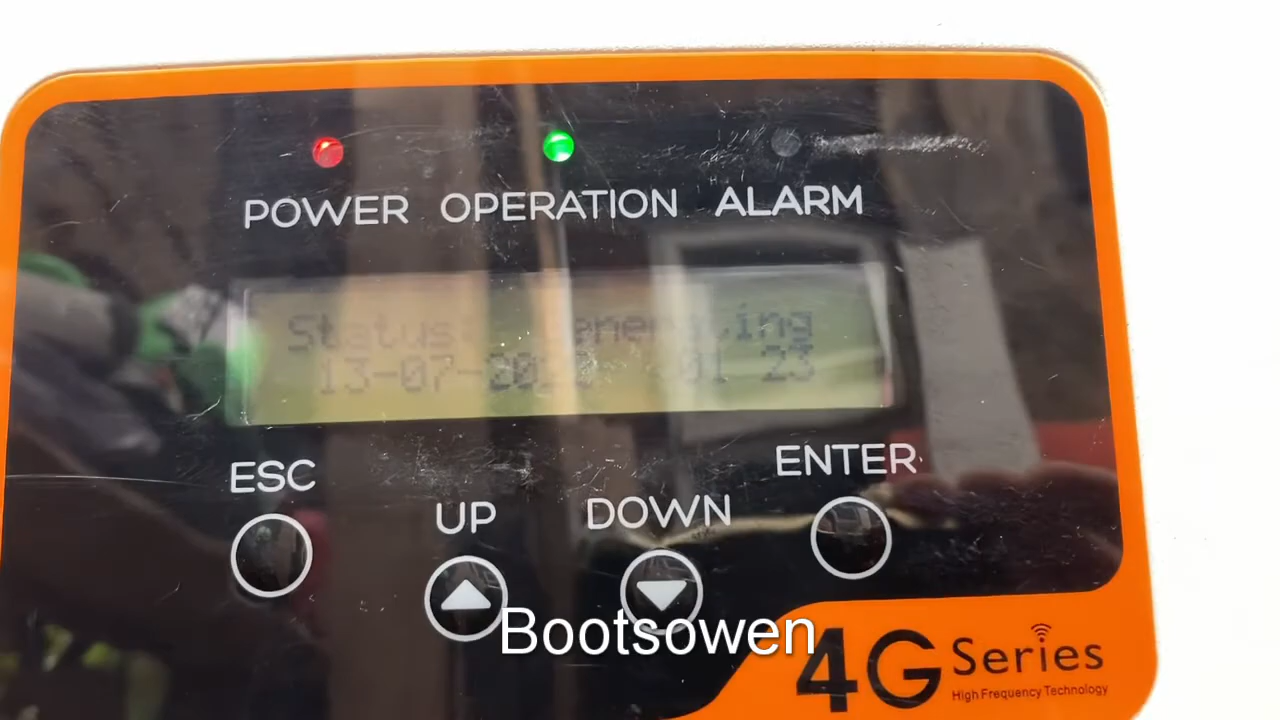 POWER OPERATION ALARM
Status: Generating
13-07-20 01 23
ESC
UP
DOWN
ENTER
Bootsowen
4G Series
High Frequency Technology